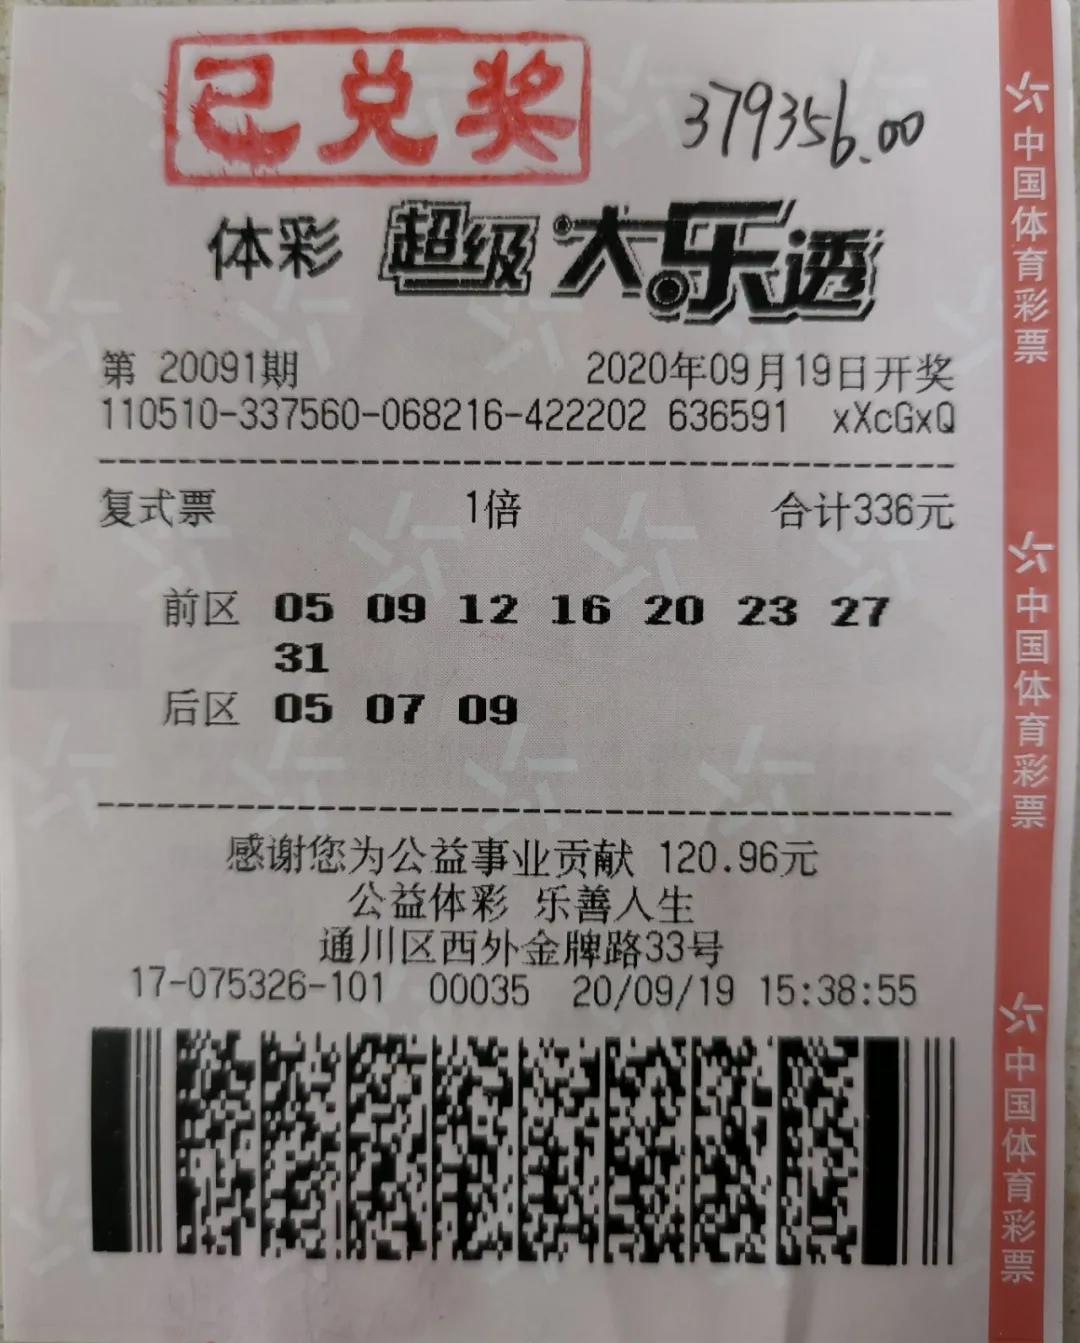 已兑奖
379356.00
体彩 超级大乐透
第 20091期 2020年09月19日开奖
110510-337560-068216-422202 636591 xXcGxQ
复式票 1倍 合计336元
前区 05 09 12 16 20 23 27
31
后区 05 07 09
感谢您为公益事业贡献 120.96元
公益体彩 乐善人生
通川区西外金牌路33号
17-075326-101 00035 20/09/19 15:38:55
中国体育彩票
中国体育彩票
中国体育彩票